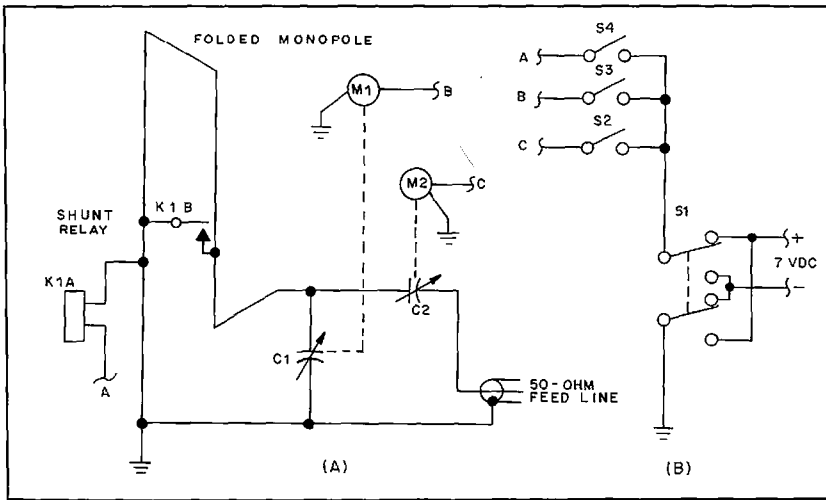 FOLDED MONOPOLE
M1
B
M2
C
K1B
SHUNT
RELAY
K1A
A
C1
C2
50-OHM
FEED LINE
(A)
S4
A
S3
B
S2
C
S1
+
7 VDC
-
(B)